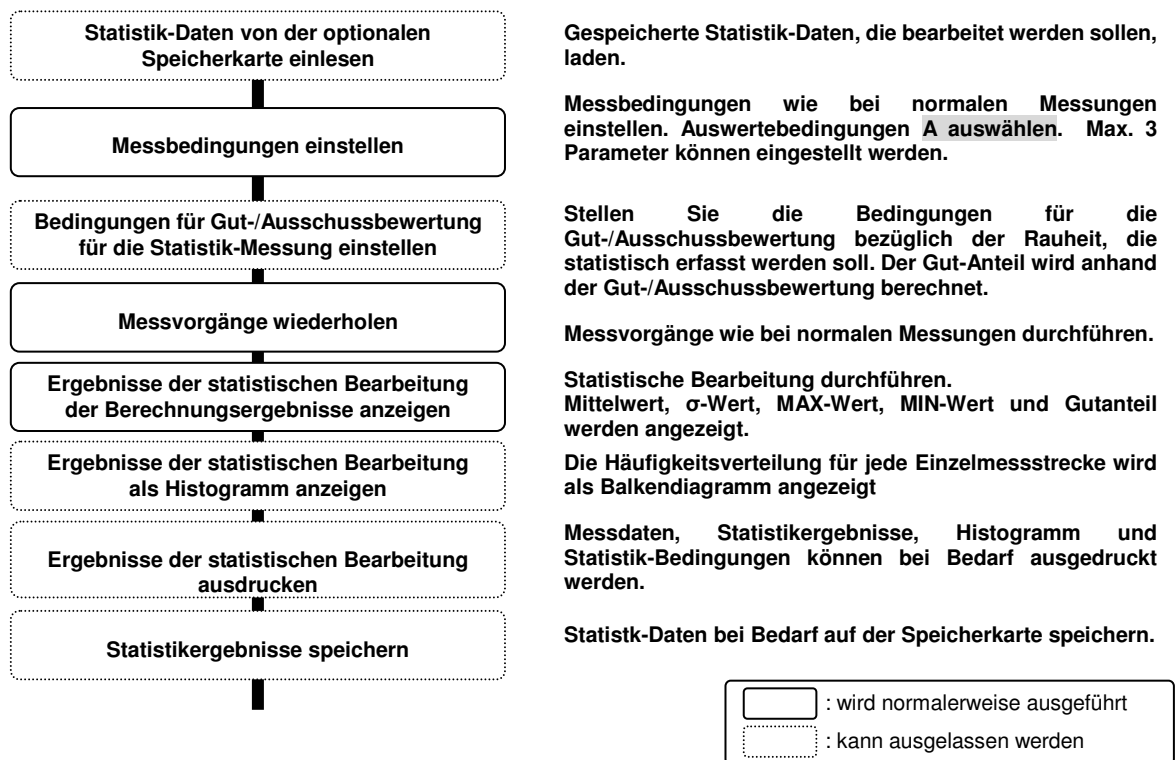 Statistik-Daten von der optionalen
Speicherkarte einlesen
Gespeicherte Statistik-Daten, die bearbeitet werden sollen,
laden.
Messbedingungen einstellen
Messbedingungen wie bei normalen Messungen
einstellen. Auswertebedingungen A auswählen. Max. 3
Parameter können eingestellt werden.
Bedingungen für Gut-/Ausschussbewertung
für die Statistik-Messung einstellen
Stellen Sie die Bedingungen für die
Gut-/Ausschussbewertung bezüglich der Rauheit, die
statistisch erfasst werden soll. Der Gut-Anteil wird anhand
der Gut-/Ausschussbewertung berechnet.
Messvorgänge wiederholen
Messvorgänge wie bei normalen Messungen durchführen.
Ergebnisse der statistischen Bearbeitung
der Berechnungsergebnisse anzeigen
Statistische Bearbeitung durchführen.
Mittelwert, σ-Wert, MAX-Wert, MIN-Wert und Gutanteil
werden angezeigt.
Ergebnisse der statistischen Bearbeitung
als Histogramm anzeigen
Die Häufigkeitsverteilung für jede Einzelmessstrecke wird
als Balkendiagramm angezeigt
Ergebnisse der statistischen Bearbeitung
ausdrucken
Messdaten, Statistikergebnisse, Histogramm und
Statistik-Bedingungen können bei Bedarf ausgedruckt
werden.
Statistikergebnisse speichern
Statistk-Daten bei Bedarf auf der Speicherkarte speichern.
: wird normalerweise ausgeführt
: kann ausgelassen werden